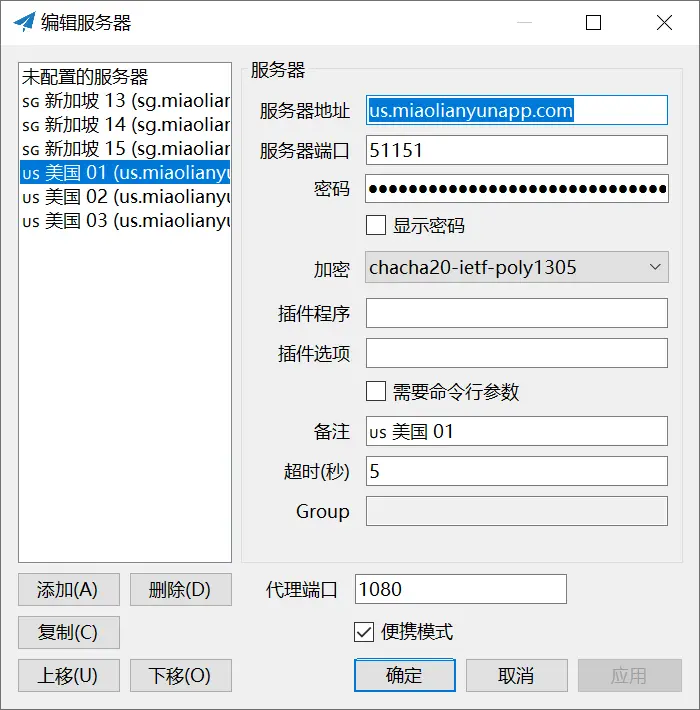 编辑服务器
未配置的服务器
SG 新加坡 13 (sg.miaolian
SG 新加坡 14 (sg.miaolian
SG 新加坡 15 (sg.miaolian
US 美国 01 (us.miaolianyu
US 美国 02 (us.miaolianyu
US 美国 03 (us.miaolianyu
添加(A) 删除(D)
复制(C)
上移(U) 下移(O)
服务器
服务器地址 us.miaolianyunapp.com
服务器端口 51151
密码 ●●●●●●●●●●●●●●●●●●●●●●●●●●●●●●
显示密码
加密 chacha20-ietf-poly1305
插件程序
插件选项
需要命令行参数
备注 US 美国 01
超时(秒) 5
Group
代理端口 1080
便携模式
确定 取消 应用